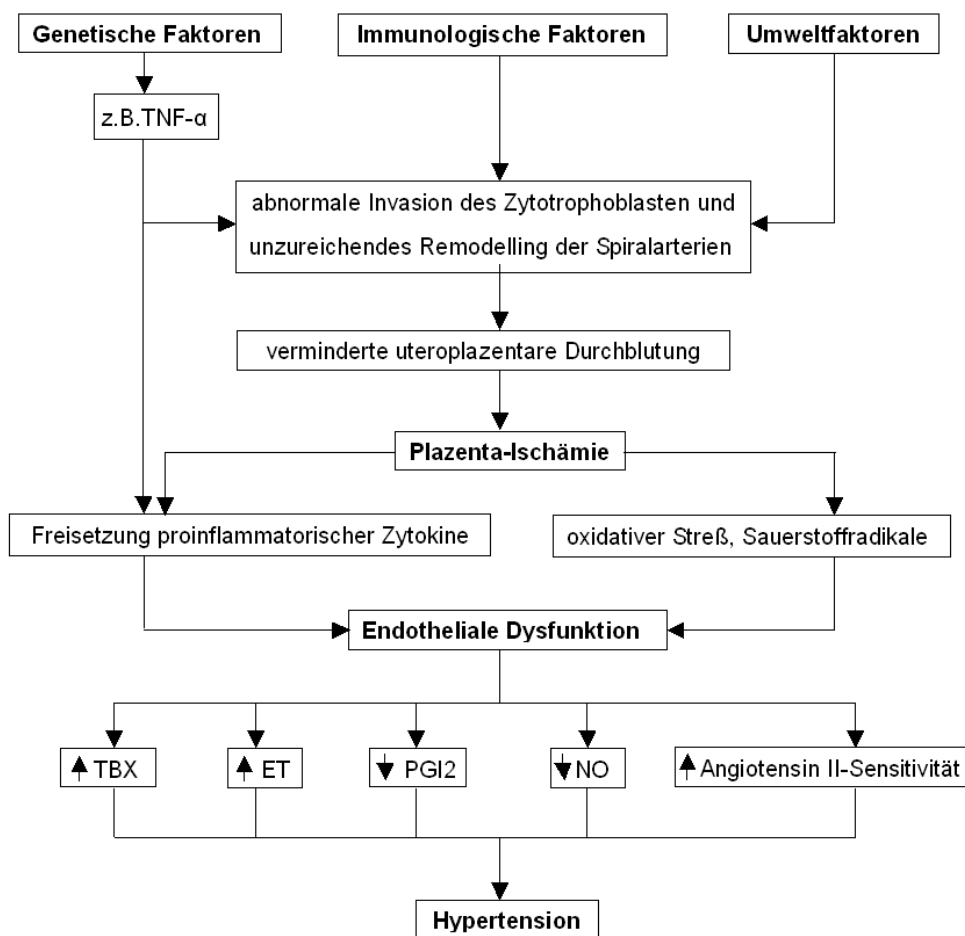 Genetische Faktoren
Immunologische Faktoren
Umweltfaktoren
z.B.TNF-α
abnormale Invasion des Zytotrophoblasten und
unzureichendes Remodelling der Spiralarterien
verminderte uteroplazentare Durchblutung
Plazenta-Ischämie
Freisetzung proinflammatorischer Zytokine
oxidativer Streß, Sauerstoffradikale
Endotheliale Dysfunktion
TBX
ET
PGI2
NO
Angiotensin II-Sensitivität
Hypertension